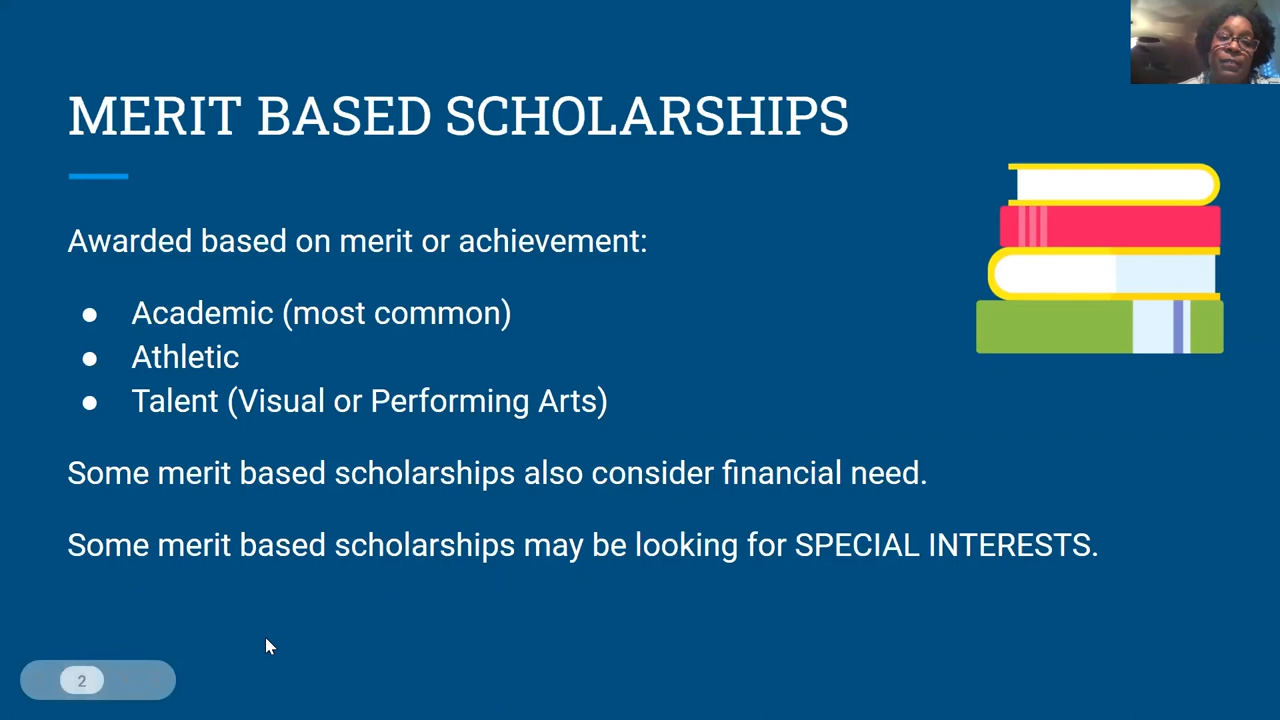 MERIT BASED SCHOLARSHIPS
Awarded based on merit or achievement:
● Academic (most common)
● Athletic
● Talent (Visual or Performing Arts)
Some merit based scholarships also consider financial need.
Some merit based scholarships may be looking for SPECIAL INTERESTS.
2